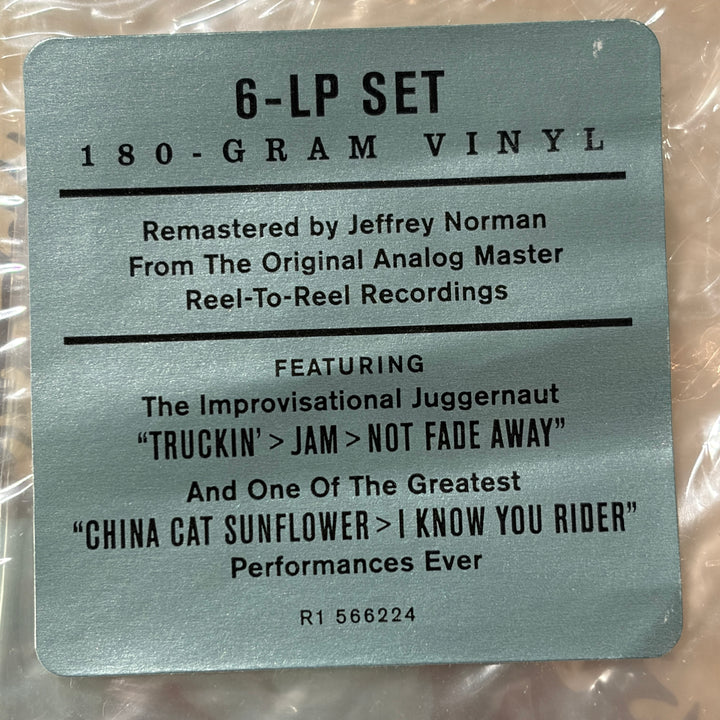 6-LP SET
180-GRAM VINYL
Remastered by Jeffrey Norman
From The Original Analog Master
Reel-To-Reel Recordings
FEATURING
The Improvisational Juggernaut
“TRUCKIN’ > JAM > NOT FADE AWAY”
And One Of The Greatest
“CHINA CAT SUNFLOWER > I KNOW YOU RIDER”
Performances Ever
R1 566224